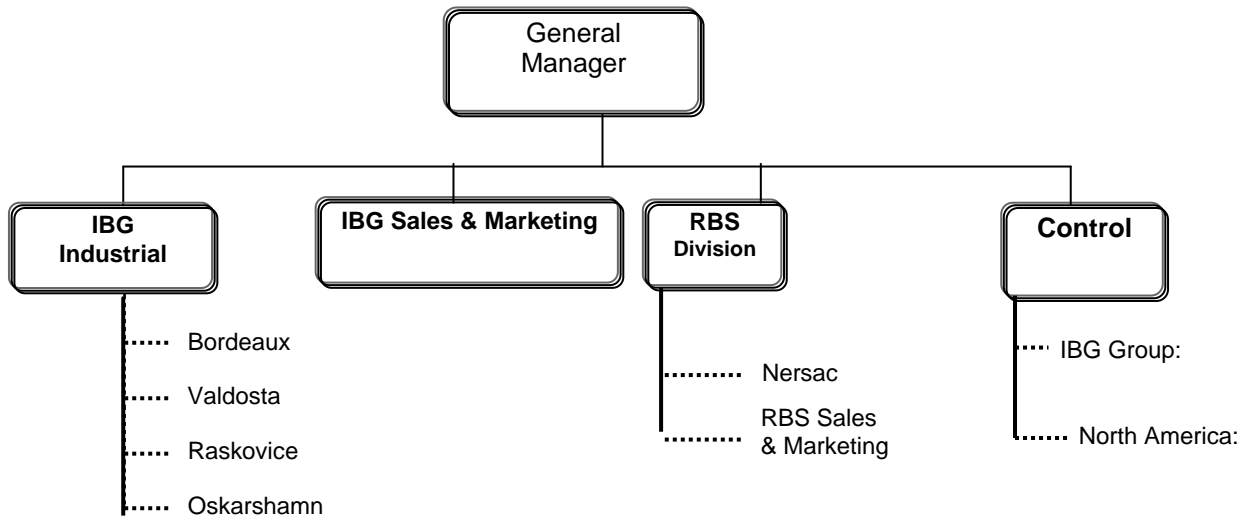 General
Manager
IBG
Industrial
IBG Sales & Marketing
RBS
Division
Control
Bordeaux
Valdosta
Raskovice
Oskarshamn
Nersac
RBS Sales
& Marketing
IBG Group:
North America: